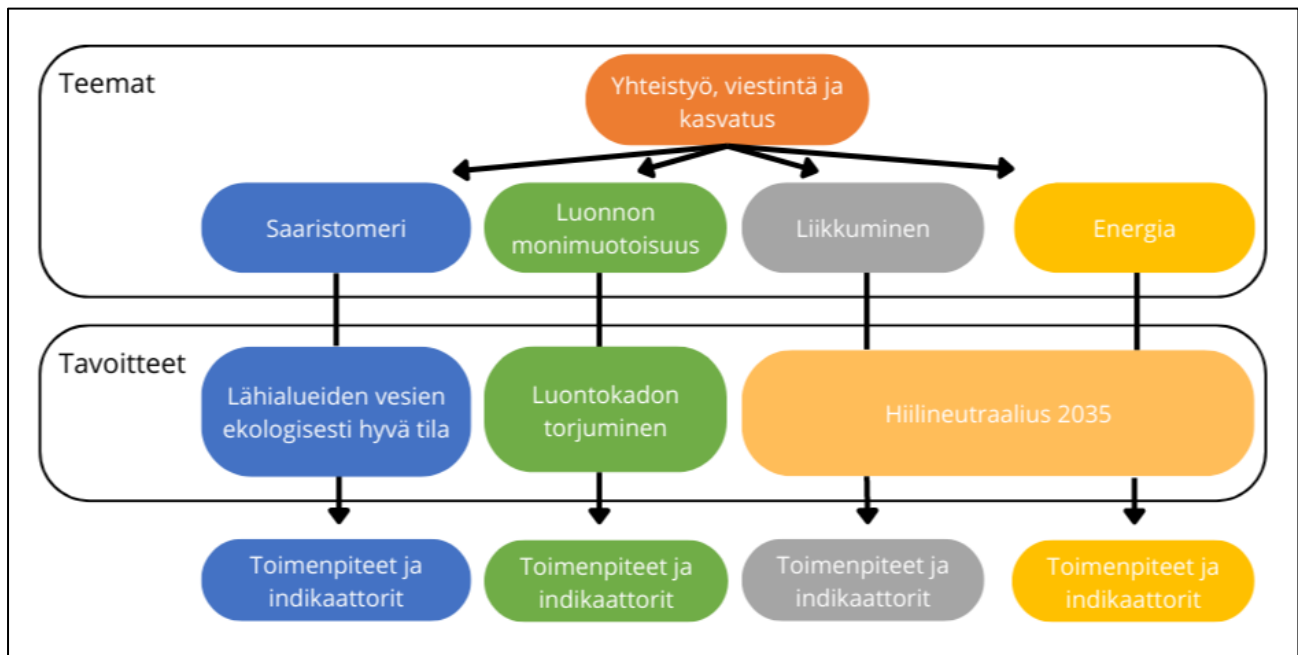 Teemat
Yhteistyö, viestintä ja
kasvatus
Saaristomeri
Luonnon
monimuotoisuus
Liikkuminen
Energia
Tavoitteet
Lähialueiden vesien
ekologisesti hyvä tila
Luontokadon
torjuminen
Hiilineutraalius 2035
Toimenpiteet ja
indikaattorit
Toimenpiteet ja
indikaattorit
Toimenpiteet ja
indikaattorit
Toimenpiteet ja
indikaattorit